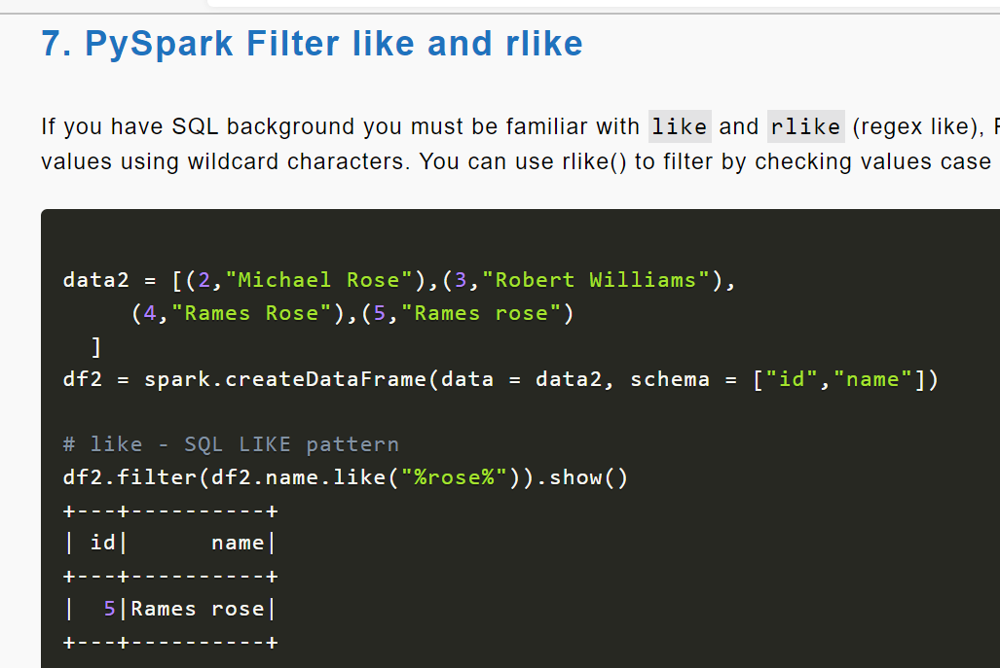 7. PySpark Filter like and rlike
If you have SQL background you must be familiar with like and rlike (regex like),
values using wildcard characters. You can use rlike() to filter by checking values case
data2 = [(2,"Michael Rose"),(3,"Robert Williams"),
     (4,"Rames Rose"),(5,"Rames rose")
  ]
df2 = spark.createDataFrame(data = data2, schema = ["id","name"])
# like - SQL LIKE pattern
df2.filter(df2.name.like("%rose%")).show()
+---+----------+
| id|      name|
+---+----------+
|  5|Rames rose|
+---+----------+